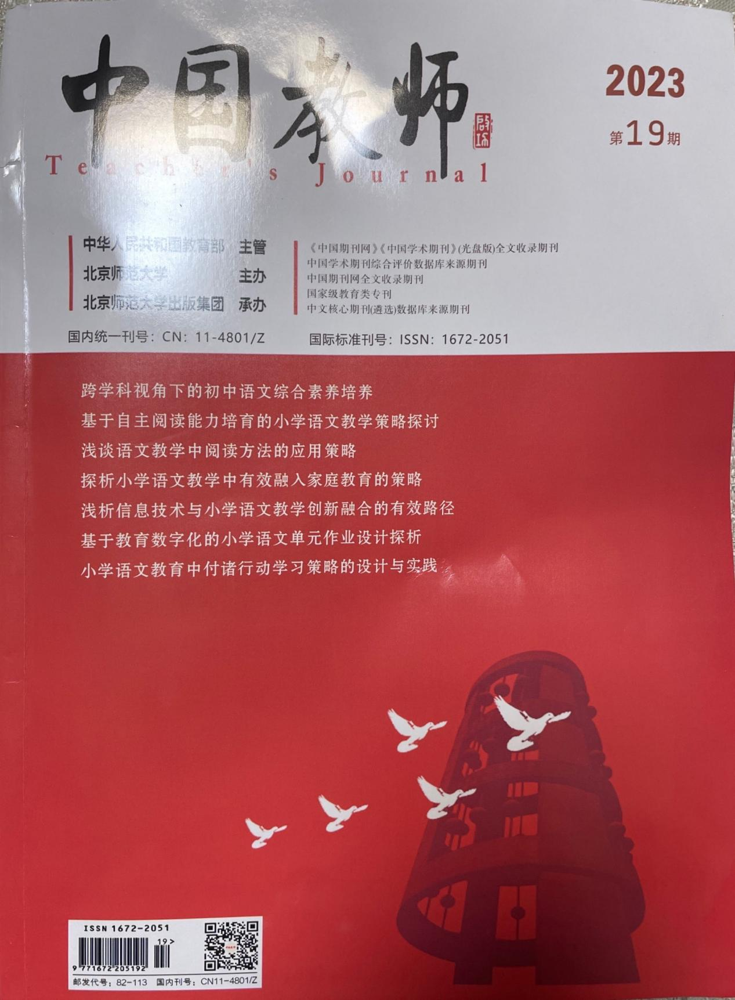 中国教师
启功
Teacher's Journal
2023
第19期
中华人民共和国教育部 主管
北京师范大学 主办
北京师范大学出版集团 承办
《中国期刊网》《中国学术期刊》(光盘版)全文收录期刊
中国学术期刊综合评价数据库来源期刊
中国期刊网全文收录期刊
国家级教育类专刊
中文核心期刊(遴选)数据库来源期刊
国内统一刊号：CN：11-4801/Z
国际标准刊号：ISSN：1672-2051
跨学科视角下的初中语文综合素养培养
基于自主阅读能力培育的小学语文教学策略探讨
浅谈语文教学中阅读方法的应用策略
探析小学语文教学中有效融入家庭教育的策略
浅析信息技术与小学语文教学创新融合的有效路径
基于教育数字化的小学语文单元作业设计探析
小学语文教育中付诸行动学习策略的设计与实践
ISSN 1672-2051
19>
9 771672 205192
邮发代号：82-113 国内刊号：CN11-4801/Z